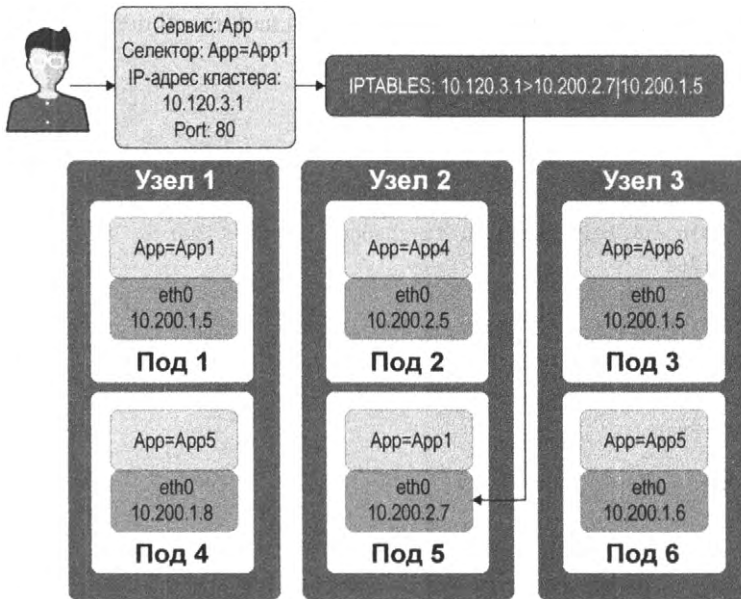 Сервис: App
Селектор: App=App1
IP-адрес кластера:
10.120.3.1
Port: 80
IPTABLES: 10.120.3.1>10.200.2.7|10.200.1.5
Узел 1
App=App1
eth0
10.200.1.5
Под 1
App=App5
eth0
10.200.1.8
Под 4
Узел 2
App=App4
eth0
10.200.2.5
Под 2
App=App1
eth0
10.200.2.7
Под 5
Узел 3
App=App6
eth0
10.200.1.5
Под 3
App=App5
eth0
10.200.1.6
Под 6